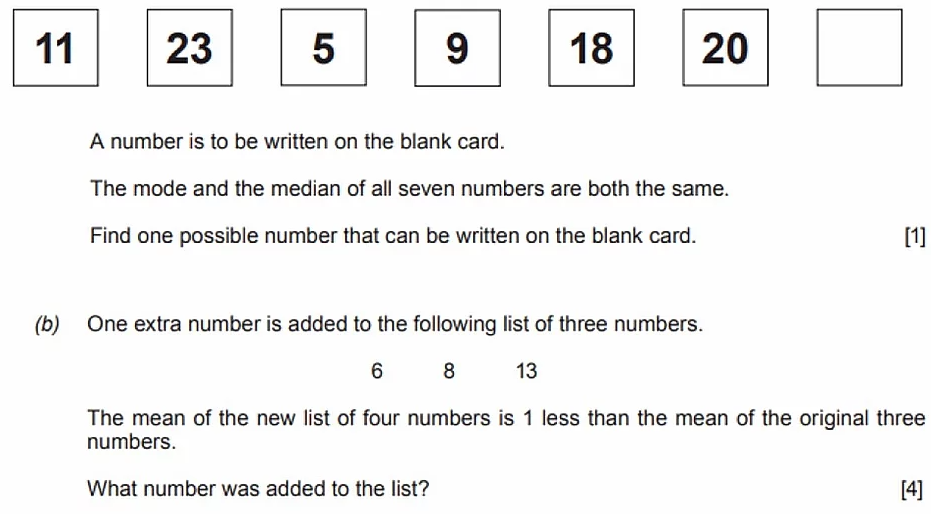 11 23 5 9 18 20
A number is to be written on the blank card.
The mode and the median of all seven numbers are both the same.
Find one possible number that can be written on the blank card. [1]
(b) One extra number is added to the following list of three numbers.
6 8 13
The mean of the new list of four numbers is 1 less than the mean of the original three
numbers.
What number was added to the list? [4]